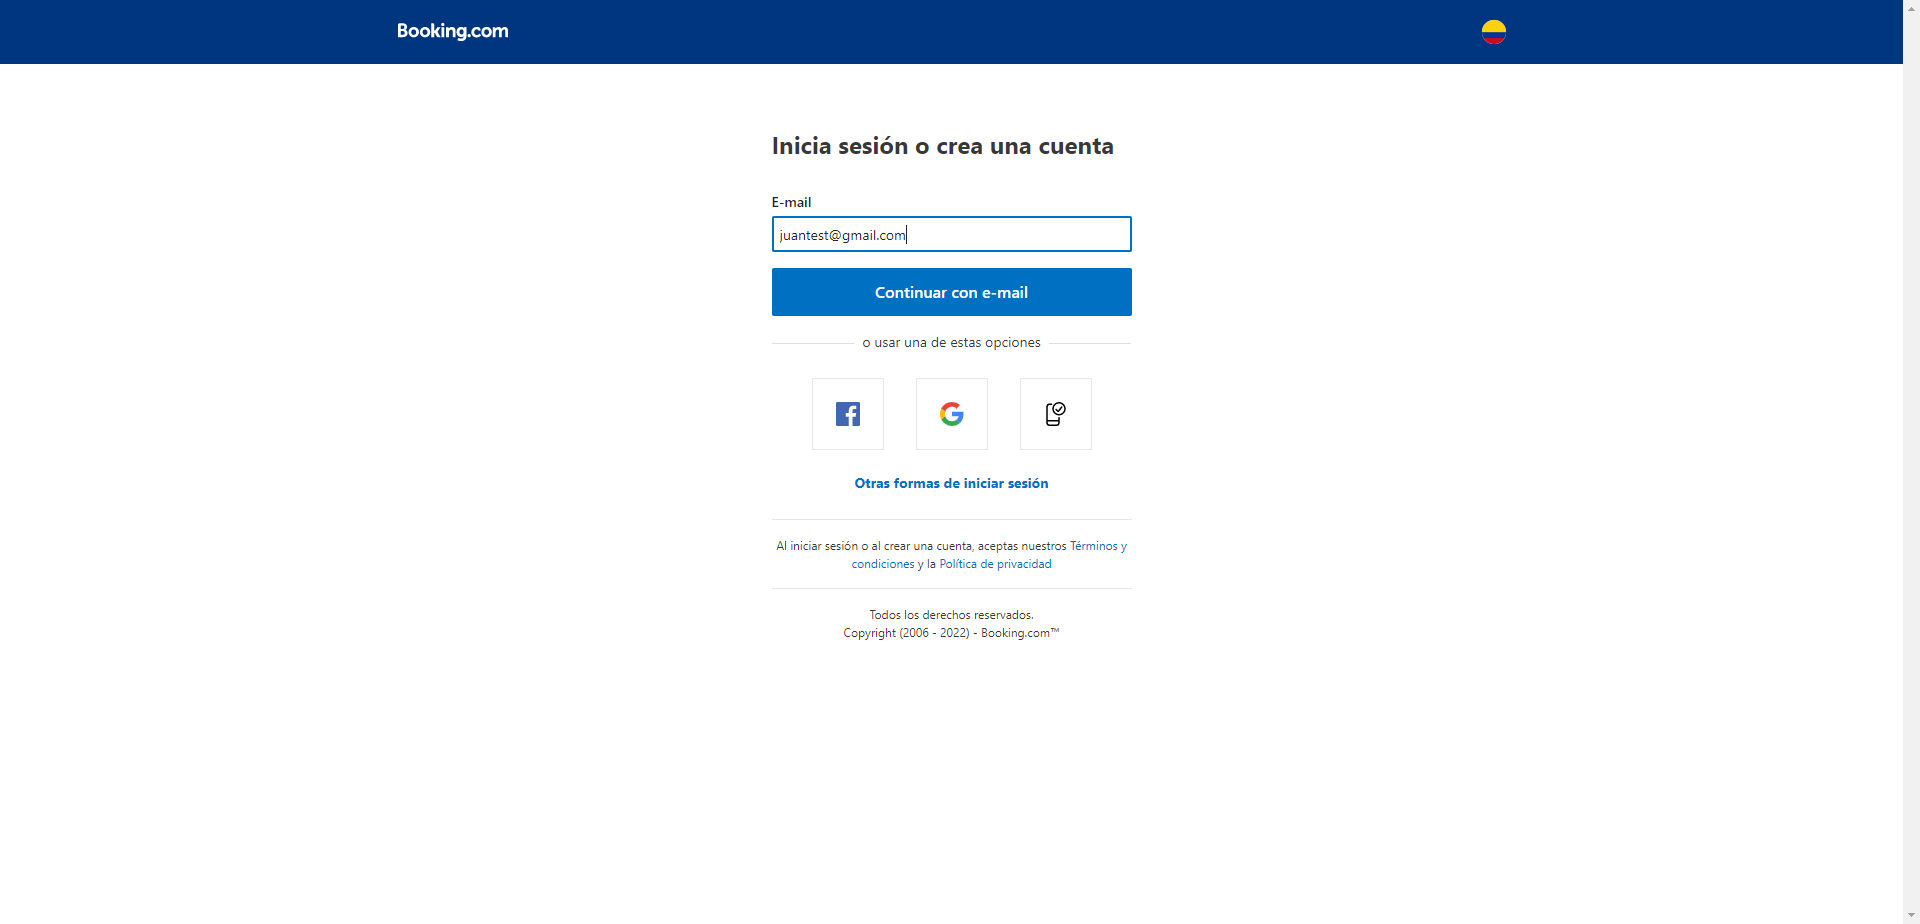 Booking.com
Inicia sesión o crea una cuenta
E-mail
juantest@gmail.com
Continuar con e-mail
o usar una de estas opciones
Otras formas de iniciar sesión
Al iniciar sesión o al crear una cuenta, aceptas nuestros Términos y
condiciones y la Política de privacidad
Todos los derechos reservados.
Copyright (2006 - 2022) - Booking.com™